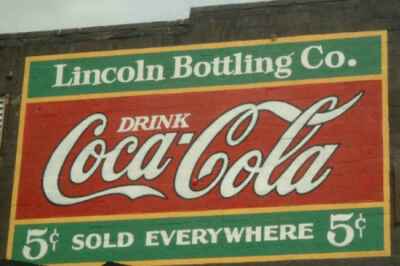 Lincoln Bottling Co.
DRINK
Coca-Cola
5¢ SOLD EVERYWHERE 5¢